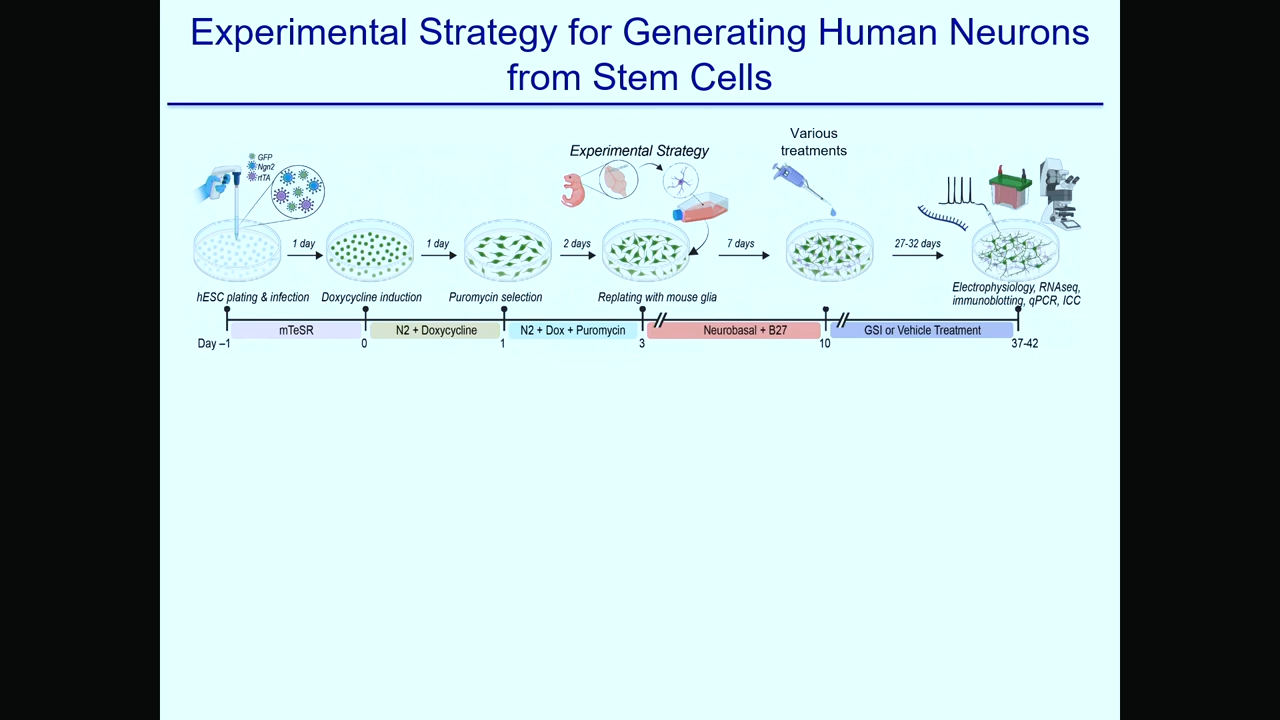 Experimental Strategy for Generating Human Neurons
from Stem Cells
GFP
Ngn2
rtTA
Experimental Strategy
Various
treatments
1 day
1 day
2 days
7 days
27-32 days
hESC plating & infection
Doxycycline induction
Puromycin selection
Replating with mouse glia
Electrophysiology, RNAseq,
immunoblotting, qPCR, ICC
mTeSR
N2 + Doxycycline
N2 + Dox + Puromycin
Neurobasal + B27
GSI or Vehicle Treatment
Day –1
0
1
3
10
37-42